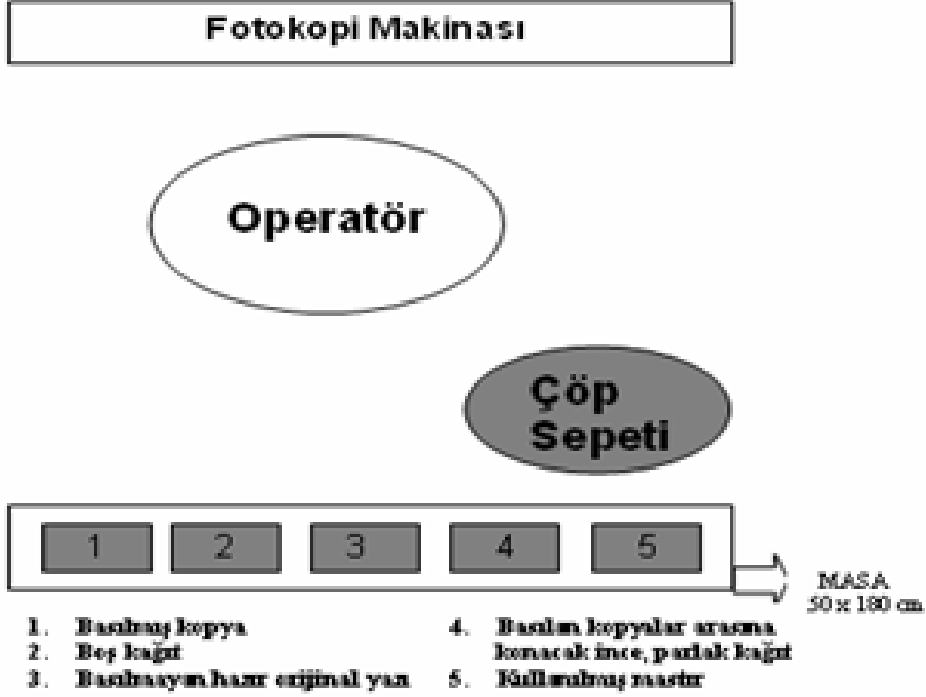 Fotokopi Makinası
Operatör
Çöp
Sepeti
1 2 3 4 5
MASA
50 x 180 cm
1. Basılmış kopya
2. Boş kağıt
3. hazır orijinal yazı
4. Basılan kopyalar arasına
konacak ince, parlak kağıt
5. Kullanılmış